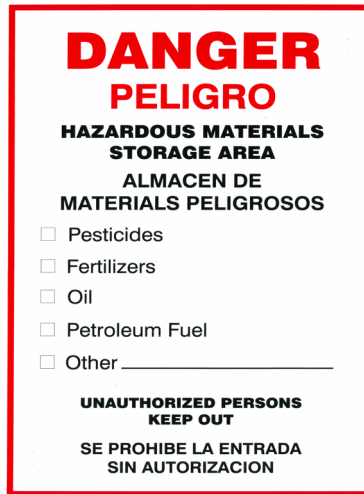 DANGER
PELIGRO
HAZARDOUS MATERIALS
STORAGE AREA
ALMACEN DE
MATERIALS PELIGROSOS
Pesticides
Fertilizers
Oil
Petroleum Fuel
Other
UNAUTHORIZED PERSONS
KEEP OUT
SE PROHIBE LA ENTRADA
SIN AUTORIZACION